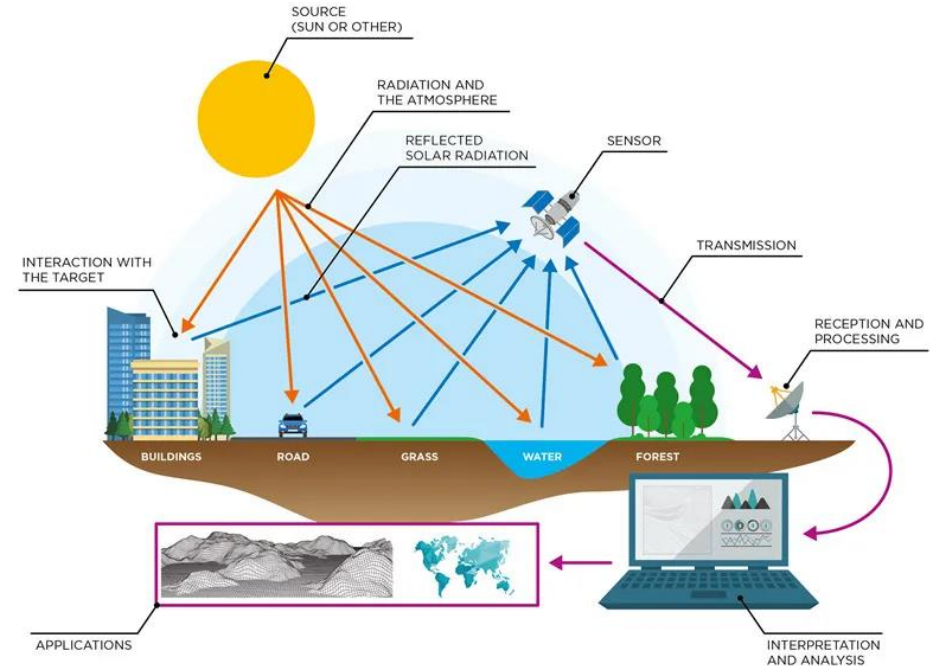 SOURCE
(SUN OR OTHER)
RADIATION AND
THE ATMOSPHERE
REFLECTED
SOLAR RADIATION
SENSOR
INTERACTION WITH
THE TARGET
TRANSMISSION
RECEPTION AND
PROCESSING
BUILDINGS
ROAD
GRASS
WATER
FOREST
APPLICATIONS
INTERPRETATION
AND ANALYSIS